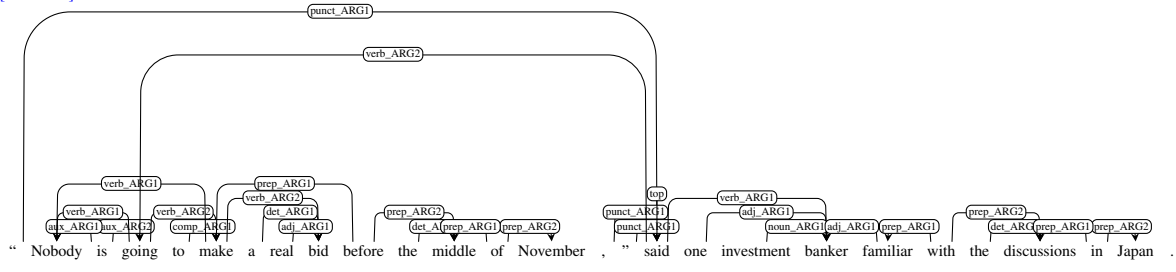 punct_ARG1
verb_ARG2
top
verb_ARG1 prep_ARG1
verb_ARG2 verb_ARG1
verb_ARG1 verb_ARG2 det_ARG1 prep_ARG2 punct_ARG1 adj_ARG1 prep_ARG2
aux_ARG1 aux_ARG2 comp_ARG1 adj_ARG1 prep_ARG1 prep_ARG2 punct_ARG1 noun_ARG1 adj_ARG1 prep_ARG1 prep_ARG1 prep_ARG2
“ Nobody is going to make a real bid before the middle of November , ” said one investment banker familiar with the discussions in Japan .